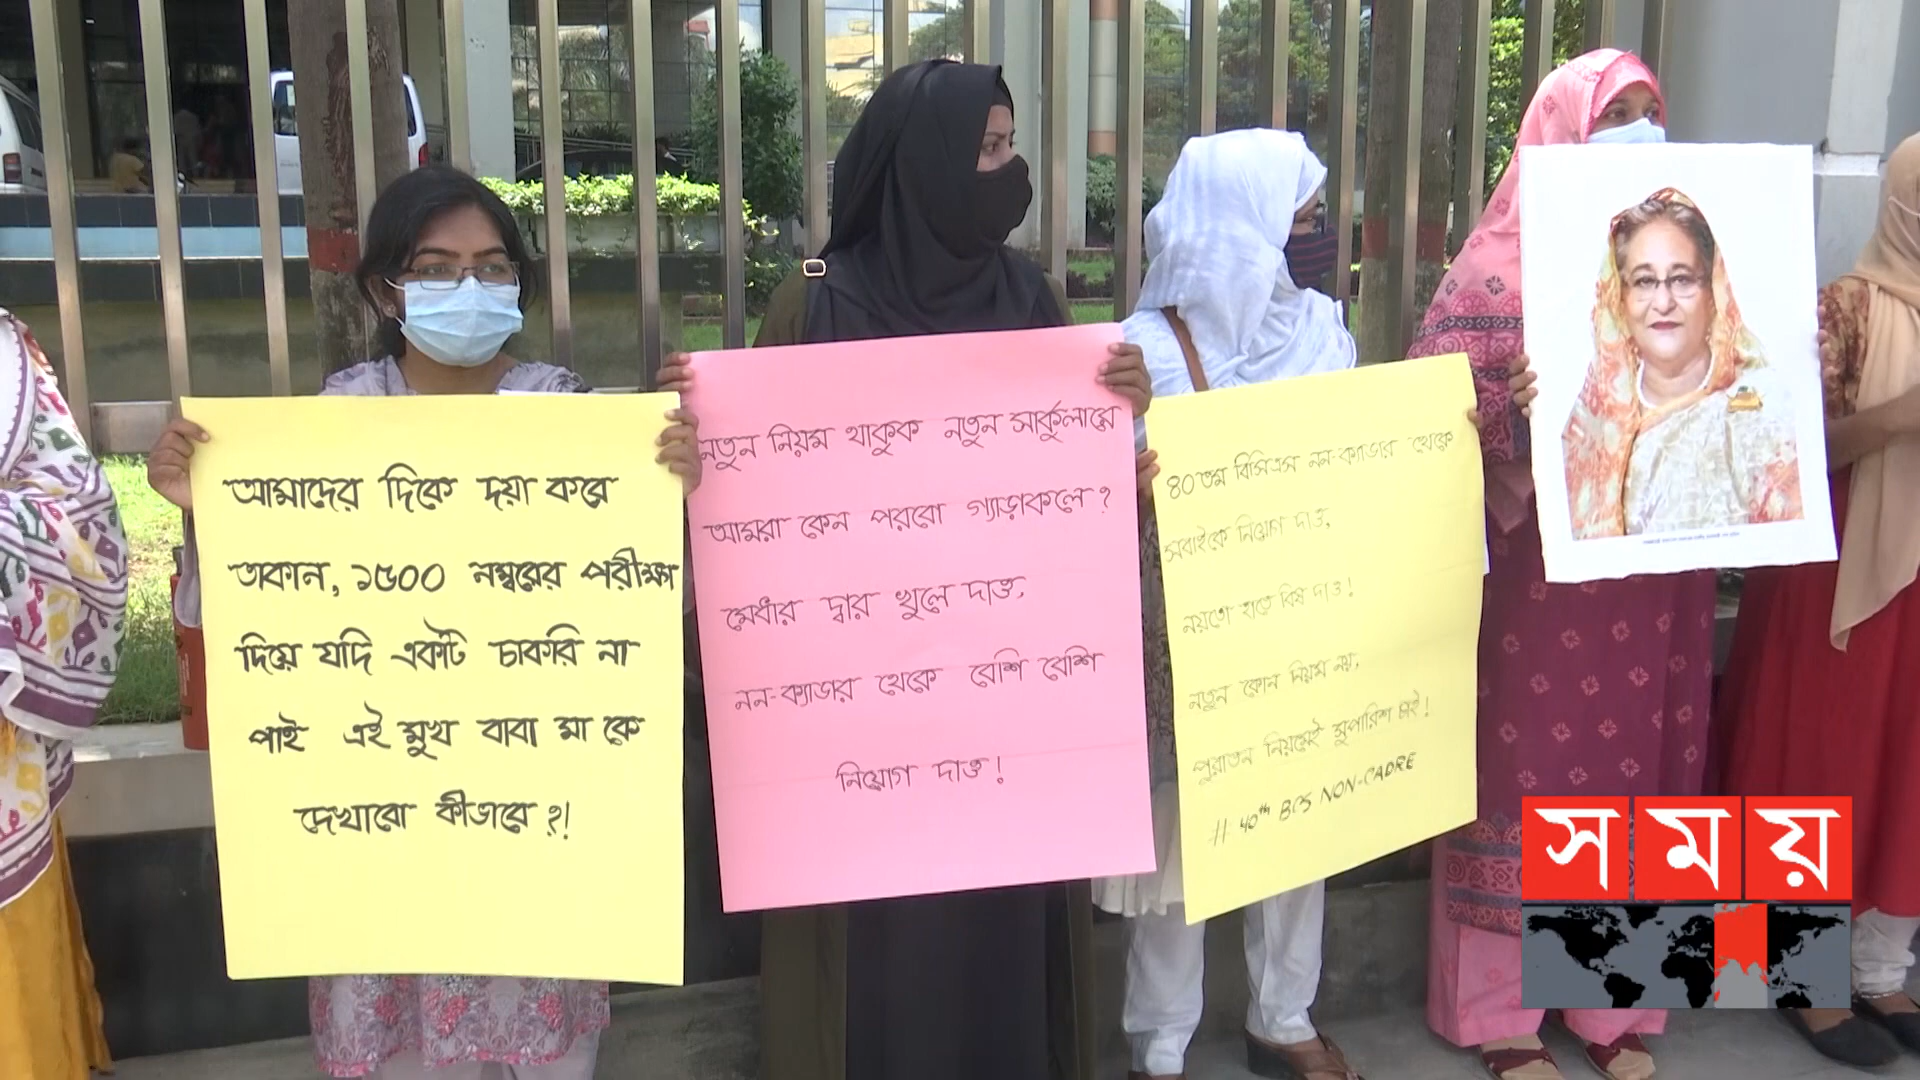 আমাদের দিকে দয়া করে
তাকান, ১৫০০ নম্বরের পরীক্ষা
দিয়ে যদি একটি চাকরি না
পাই এই মুখ বাবা মা কে
দেখাবো কীভাবে?!
নতুন নিয়ম থাকুক নতুন সার্কুলারে
আমরা কেন পরবো গ্যাড়াকলে?
মেধার দ্বার খুলে দাও,
নন-ক্যাডার থেকে বেশি বেশি
নিয়োগ দাও!
৪০তম বিসিএস নন-ক্যাডার থেকে
সবাইকে নিয়োগ দাও,
নয়তো হাতে বিষ দাও!
নতুন কোন নিয়ম নয়,
পুরাতন নিয়মেই সুপারিশ চাই!
# 40th BCS NON-CADRE
সময়